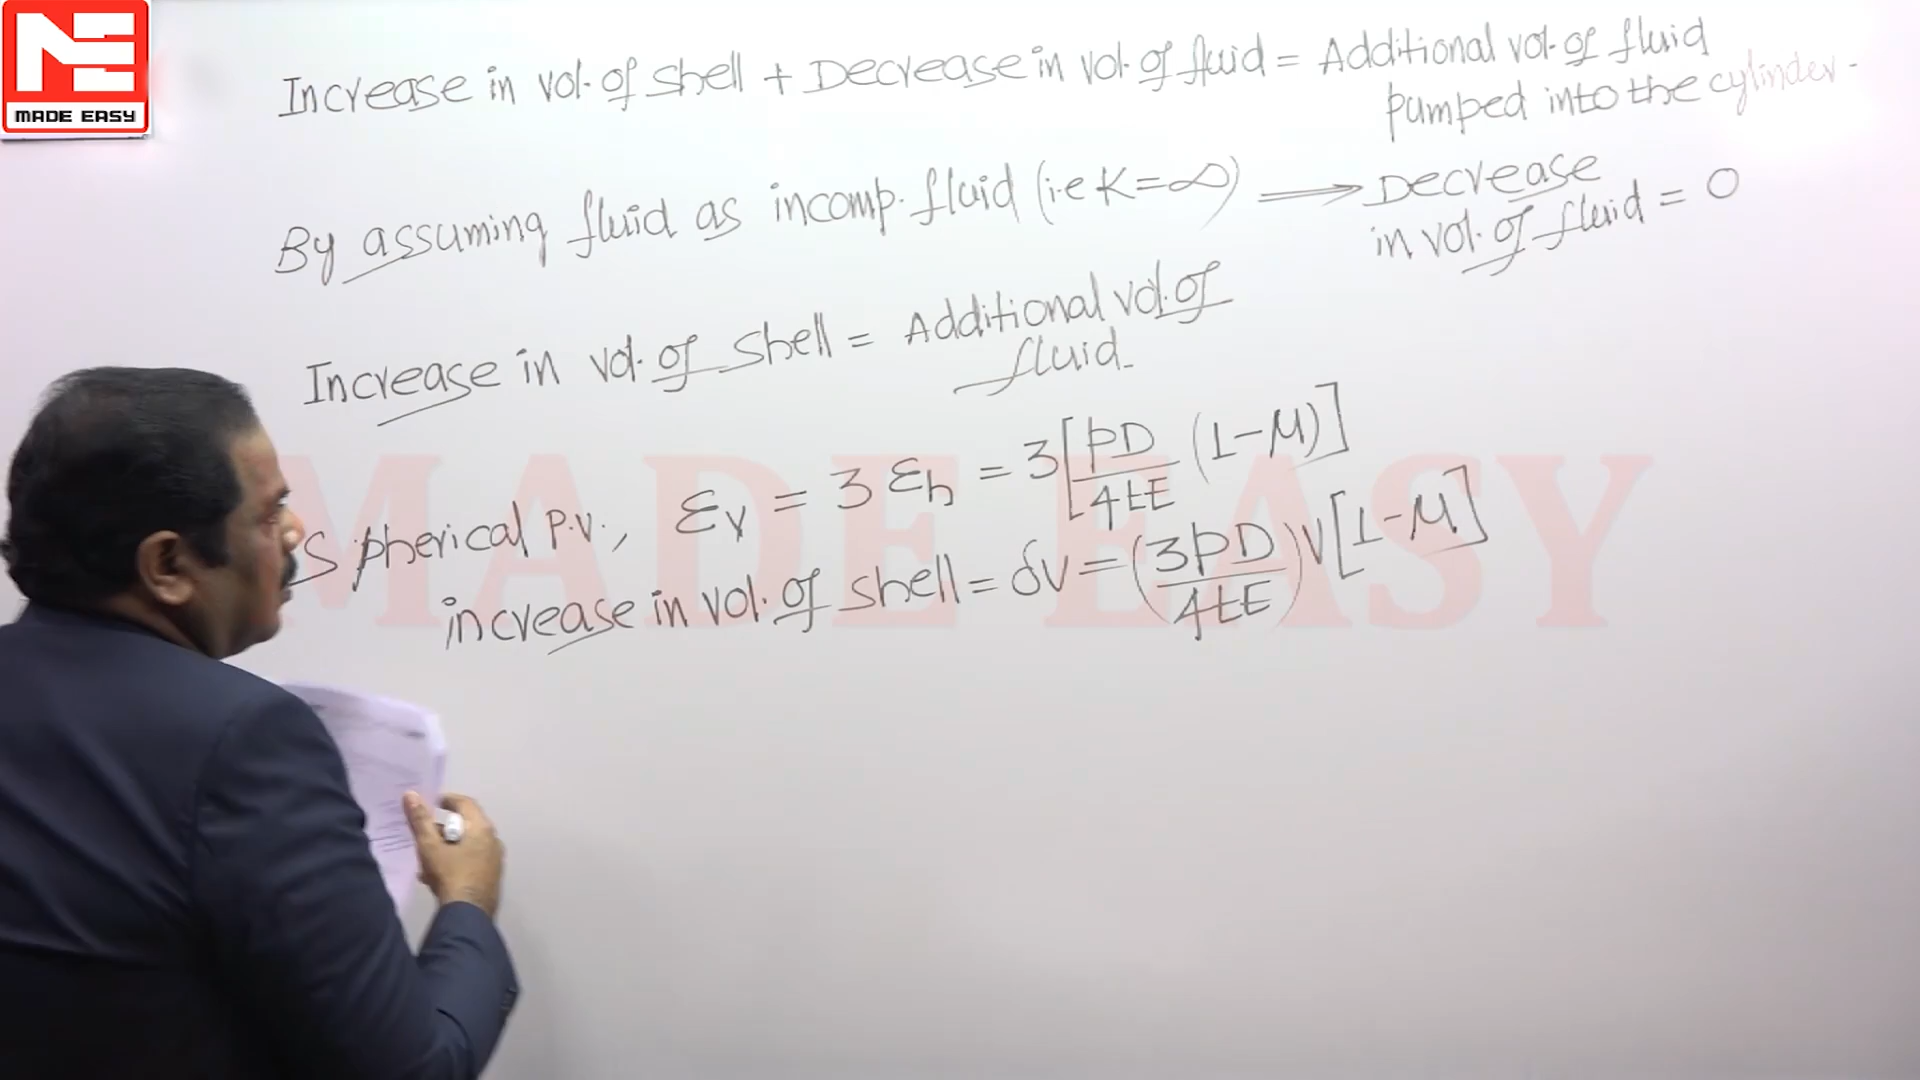 MADE EASY
Increase in vol. of shell + Decrease in vol. of fluid = Additional vol. of fluid
pumped into the cylinder.
By assuming fluid as incomp. fluid (i.e K=∞) ⟶ Decrease
in vol. of fluid = 0
Increase in vol. of shell = Additional vol. of
fluid.
Spherical P.V., εv = 3 εh = 3[pD/4tE (1-μ)]
increase in vol. of shell = δV = (3pD/4tE)V[1-μ]
MADE EASY